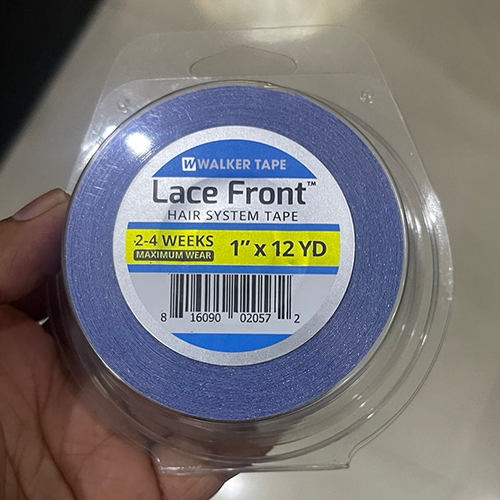 W WALKER TAPE
Lace Front™
HAIR SYSTEM TAPE
2-4 WEEKS
MAXIMUM WEAR
1" x 12 YD
8 16090 02057 2